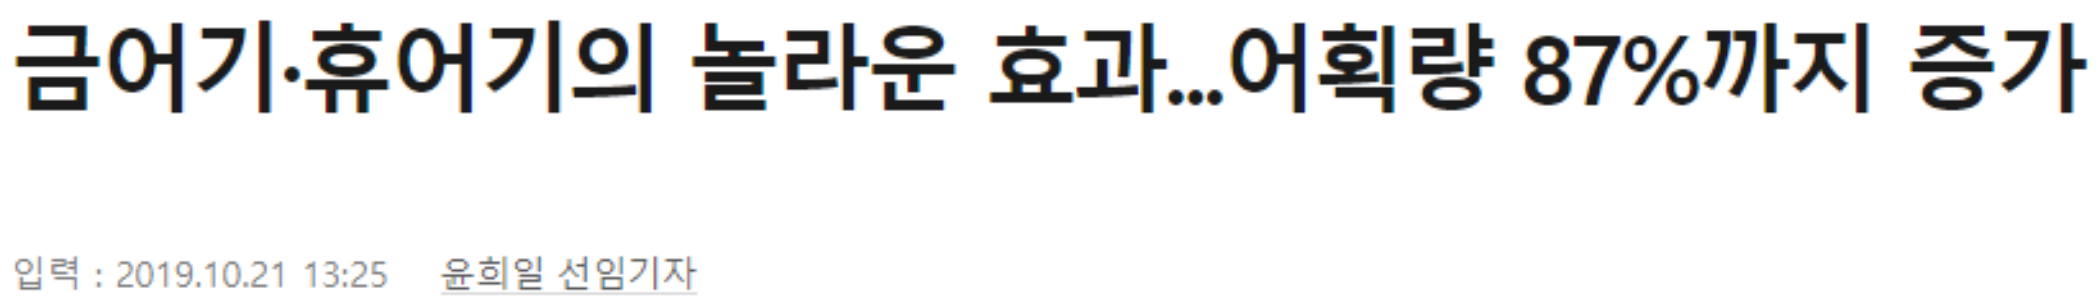 금어기·휴어기의 놀라운 효과...어획량 87%까지 증가
입력 : 2019.10.21 13:25 윤희일 선임기자